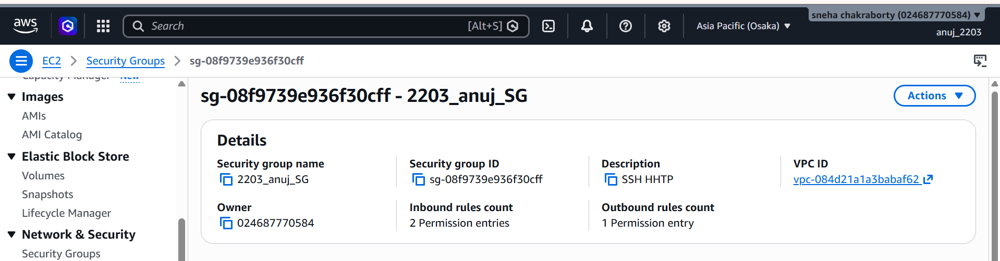 aws
Search [Alt+S]
Asia Pacific (Osaka)
sneha chakraborty (024687770584)
anuj_2203
EC2
Security Groups
sg-08f9739e936f30cff
Capacity Manager New
Images
AMIs
AMI Catalog
Elastic Block Store
Volumes
Snapshots
Lifecycle Manager
Network & Security
Security Groups
sg-08f9739e936f30cff - 2203_anuj_SG
Actions
Details
Security group name
2203_anuj_SG
Security group ID
sg-08f9739e936f30cff
Description
SSH HHTP
VPC ID
vpc-084d21a1a3babaf62
Owner
024687770584
Inbound rules count
2 Permission entries
Outbound rules count
1 Permission entry